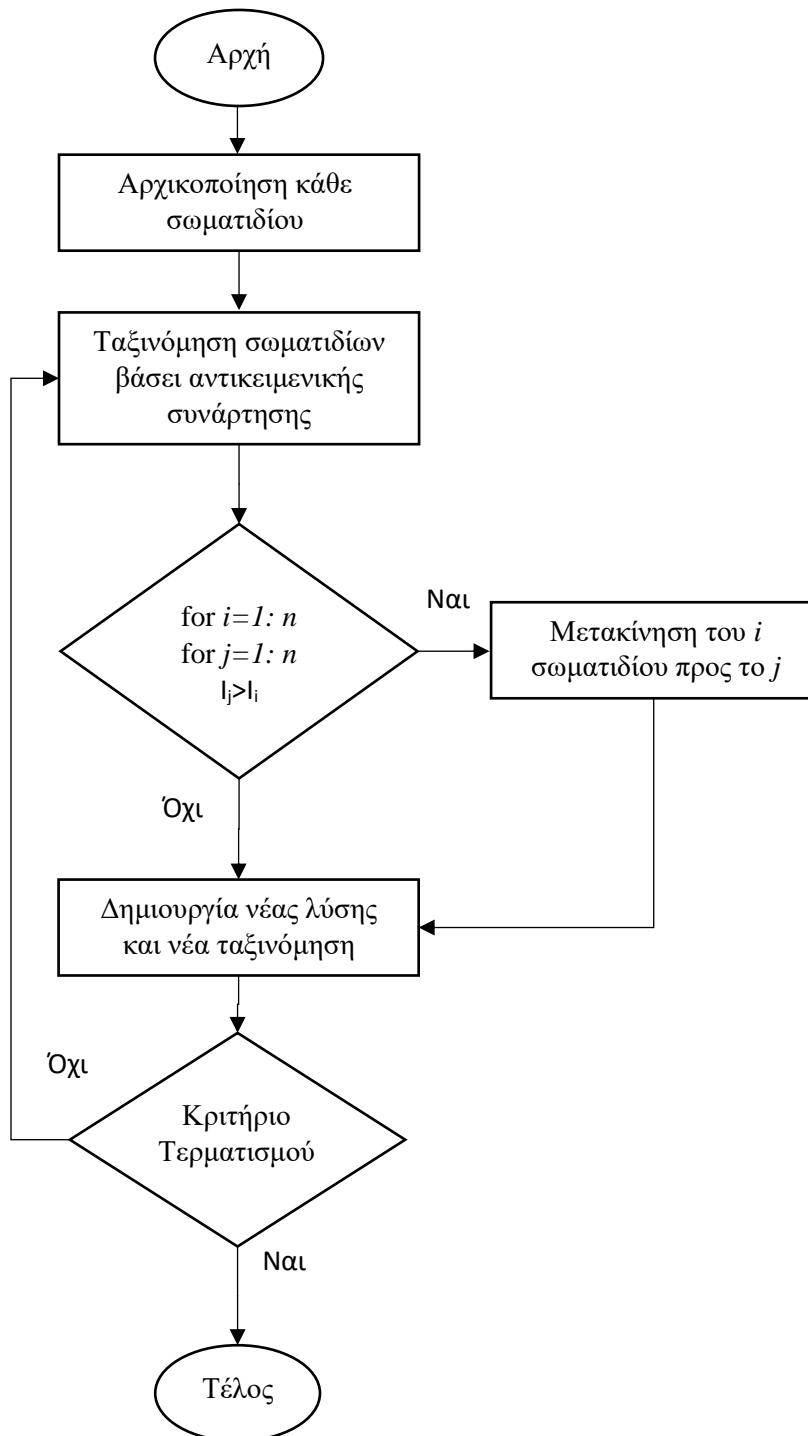 Αρχή
Αρχικοποίηση κάθε
σωματιδίου
Ταξινόμηση σωματιδίων
βάσει αντικειμενικής
συνάρτησης
for i=1: n
for j=1: n
Ij>Ii
Ναι
Μετακίνηση του i
σωματιδίου προς το j
Όχι
Δημιουργία νέας λύσης
και νέα ταξινόμηση
Όχι
Κριτήριο
Τερματισμού
Ναι
Τέλος